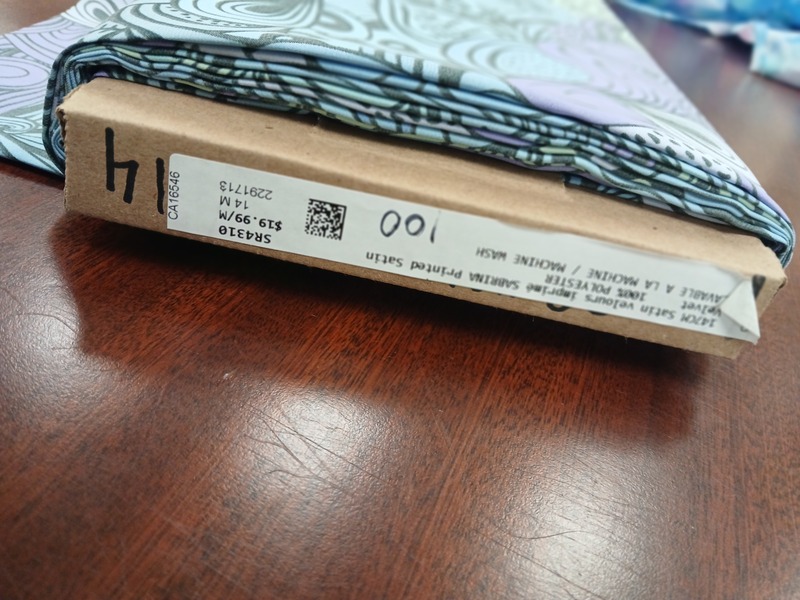 147CM Satin velours imprimé SABRINA Printed Satin
Velvet
100% POLYESTER
LAVABLE A LA MACHINE / MACHINE WASH
100
SR4310
$19.99/M
14 M
2291713
CA16546
14